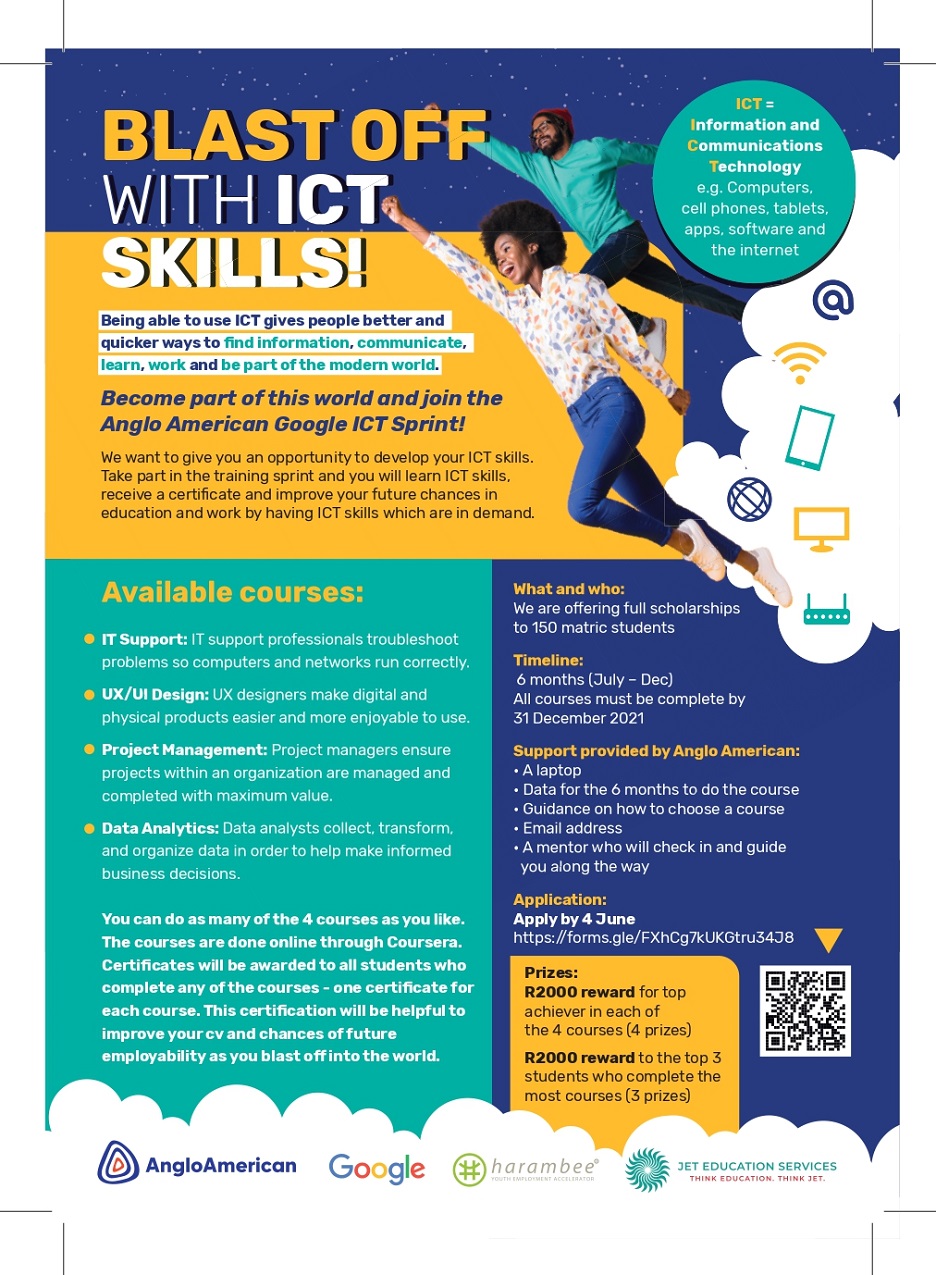 BLAST OFF
WITH ICT
SKILLS!
ICT =
Information and
Communications
Technology
e.g. Computers,
cell phones, tablets,
apps, software and
the internet
Being able to use ICT gives people better and
quicker ways to find information, communicate,
learn, work and be part of the modern world.
Become part of this world and join the
Anglo American Google ICT Sprint!
We want to give you an opportunity to develop your ICT skills.
Take part in the training sprint and you will learn ICT skills,
receive a certificate and improve your future chances in
education and work by having ICT skills which are in demand.
Available courses:
IT Support: IT support professionals troubleshoot
problems so computers and networks run correctly.
UX/UI Design: UX designers make digital and
physical products easier and more enjoyable to use.
Project Management: Project managers ensure
projects within an organization are managed and
completed with maximum value.
Data Analytics: Data analysts collect, transform,
and organize data in order to help make informed
business decisions.
You can do as many of the 4 courses as you like.
The courses are done online through Coursera.
Certificates will be awarded to all students who
complete any of the courses - one certificate for
each course. This certification will be helpful to
improve your cv and chances of future
employability as you blast off into the world.
What and who:
We are offering full scholarships
to 150 matric students
Timeline:
6 months (July – Dec)
All courses must be complete by
31 December 2021
Support provided by Anglo American:
• A laptop
• Data for the 6 months to do the course
• Guidance on how to choose a course
• Email address
• A mentor who will check in and guide
you along the way
Application:
Apply by 4 June
https://forms.gle/FXhCg7kUKGtru34J8
Prizes:
R2000 reward for top
achiever in each of
the 4 courses (4 prizes)
R2000 reward to the top 3
students who complete the
most courses (3 prizes)
AngloAmerican
Google
harambee
YOUTH EMPLOYMENT ACCELERATOR
JET EDUCATION SERVICES
THINK EDUCATION. THINK JET.